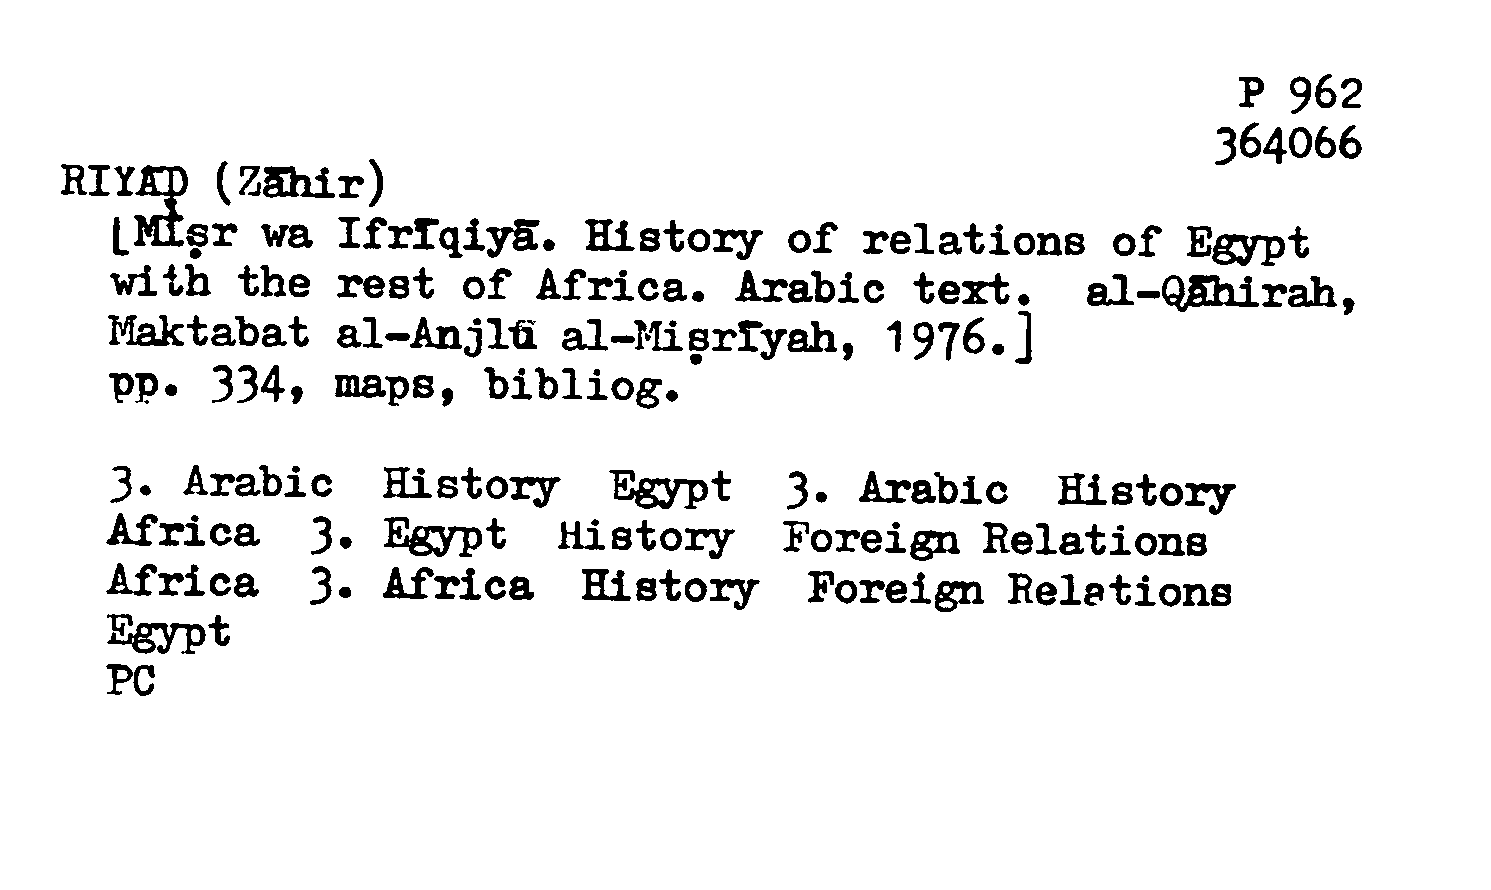 P 962
364066
RIYĀḌ (Zāhir)
[Miṣr wa Ifrīqiyā. History of relations of Egypt
with the rest of Africa. Arabic text. al-Qāhirah,
Maktabat al-Anjlū al-Miṣrīyah, 1976.]
pp. 334, maps, bibliog.
3. Arabic History Egypt 3. Arabic History
Africa 3. Egypt History Foreign Relations
Africa 3. Africa History Foreign Relations
Egypt
PC